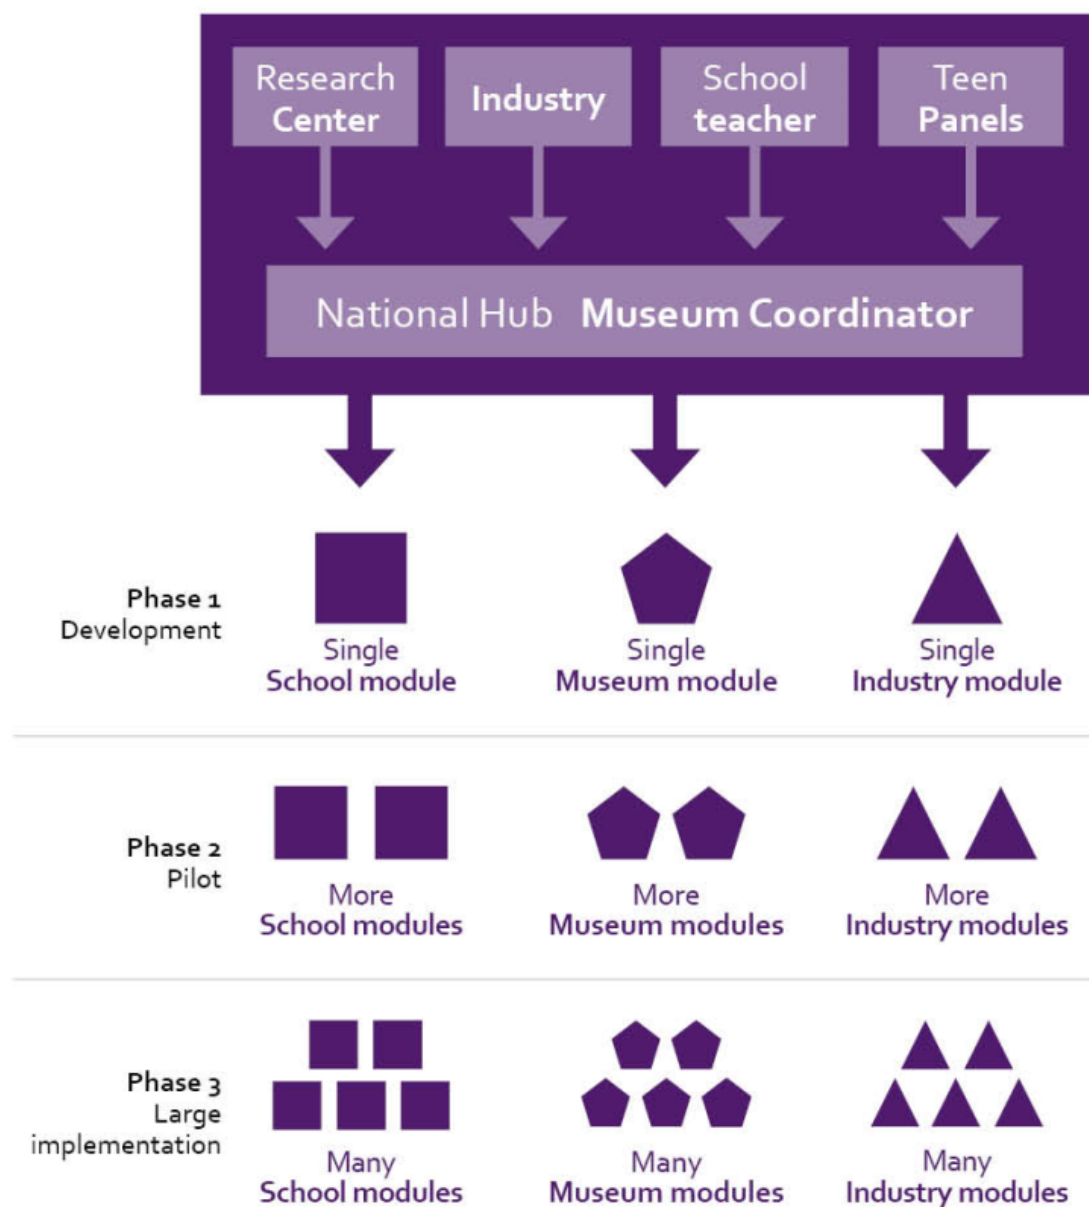 Research
Center
Industry
School
teacher
Teen
Panels
National Hub Museum Coordinator
Phase 1
Development
Single
School module
Single
Museum module
Single
Industry module
Phase 2
Pilot
More
School modules
More
Museum modules
More
Industry modules
Phase 3
Large
implementation
Many
School modules
Many
Museum modules
Many
Industry modules